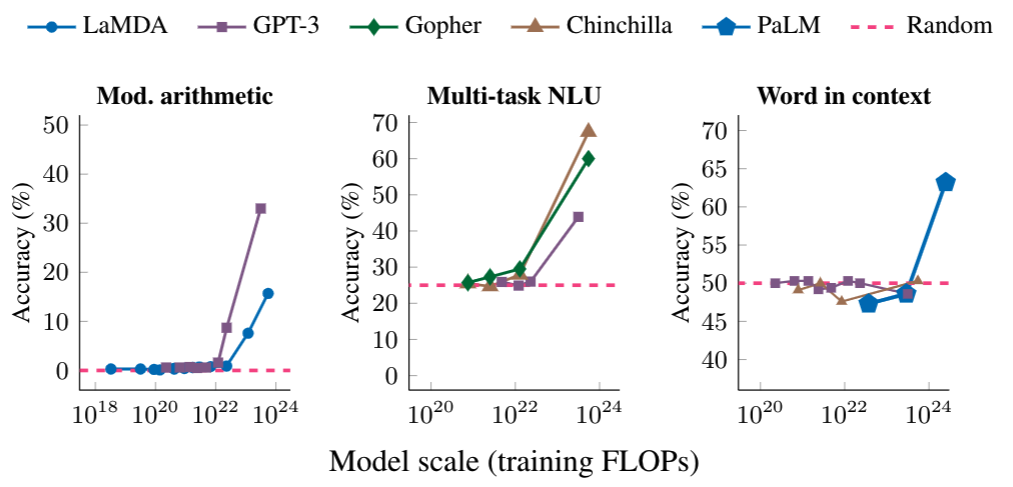 LaMDA GPT-3 Gopher Chinchilla PaLM Random
Mod. arithmetic
Accuracy (%)
50
40
30
20
10
0
10^18 10^20 10^22 10^24
Multi-task NLU
Accuracy (%)
70
60
50
40
30
20
10
0
10^20 10^22 10^24
Word in context
Accuracy (%)
70
65
60
55
50
45
40
10^20 10^22 10^24
Model scale (training FLOPs)